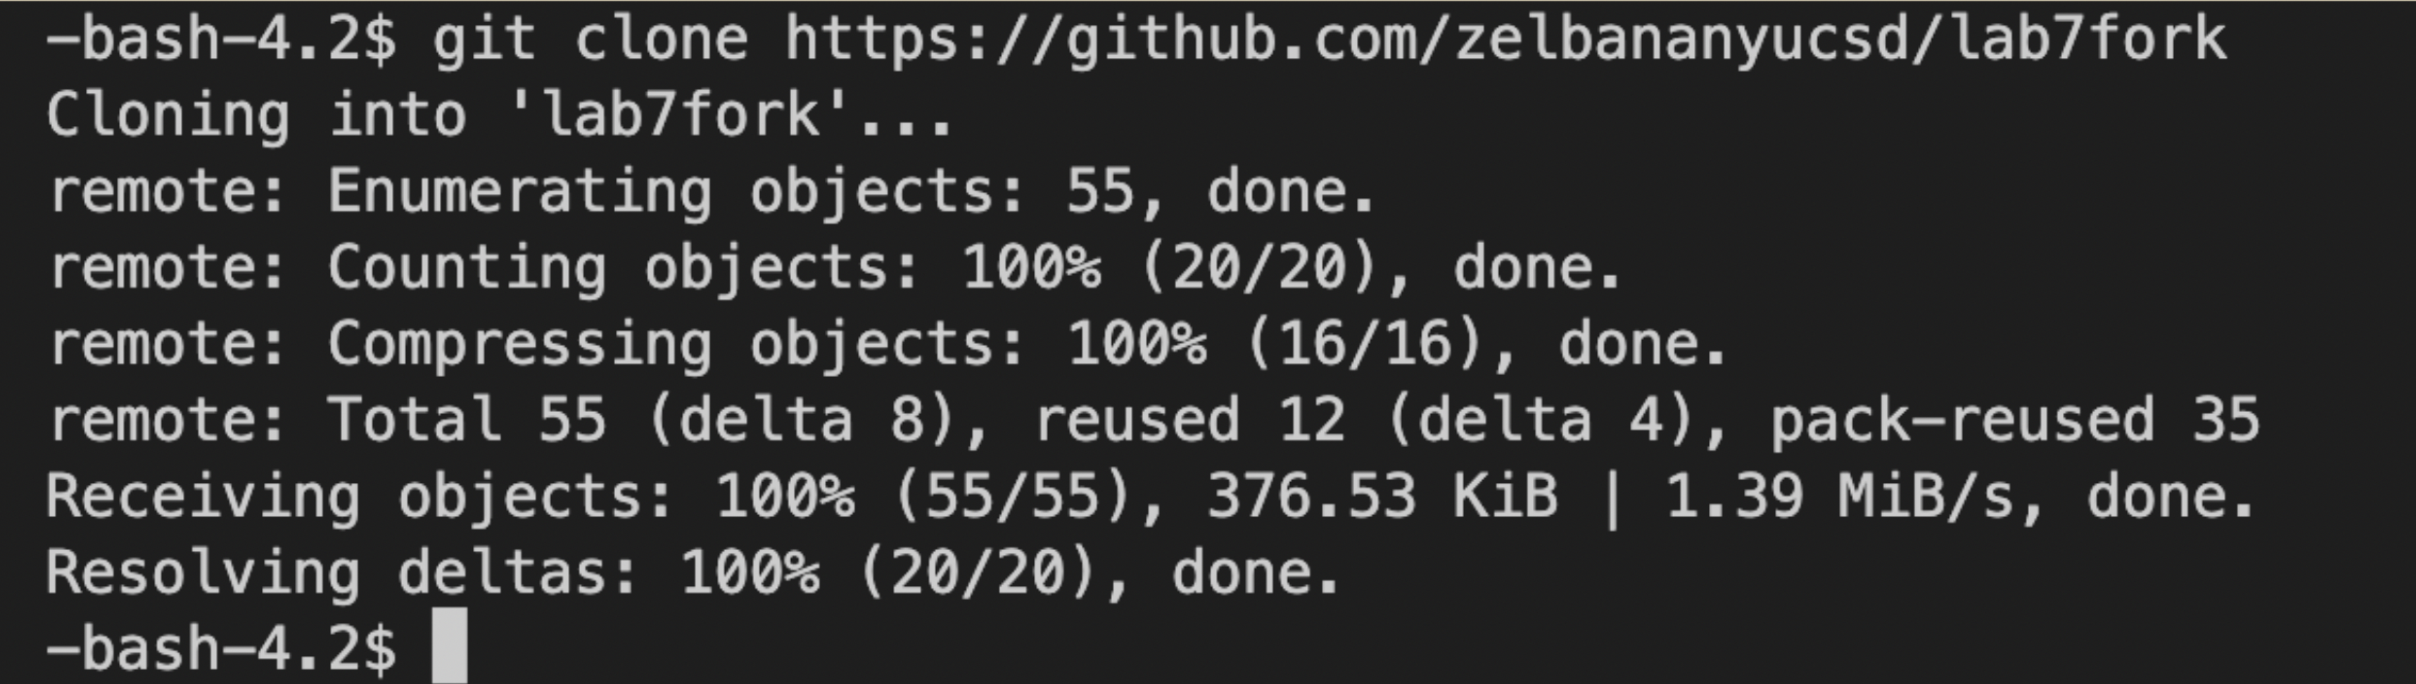 -bash-4.2$ git clone https://github.com/zelbananyucsd/lab7fork
Cloning into 'lab7fork'...
remote: Enumerating objects: 55, done.
remote: Counting objects: 100% (20/20), done.
remote: Compressing objects: 100% (16/16), done.
remote: Total 55 (delta 8), reused 12 (delta 4), pack-reused 35
Receiving objects: 100% (55/55), 376.53 KiB | 1.39 MiB/s, done.
Resolving deltas: 100% (20/20), done.
-bash-4.2$